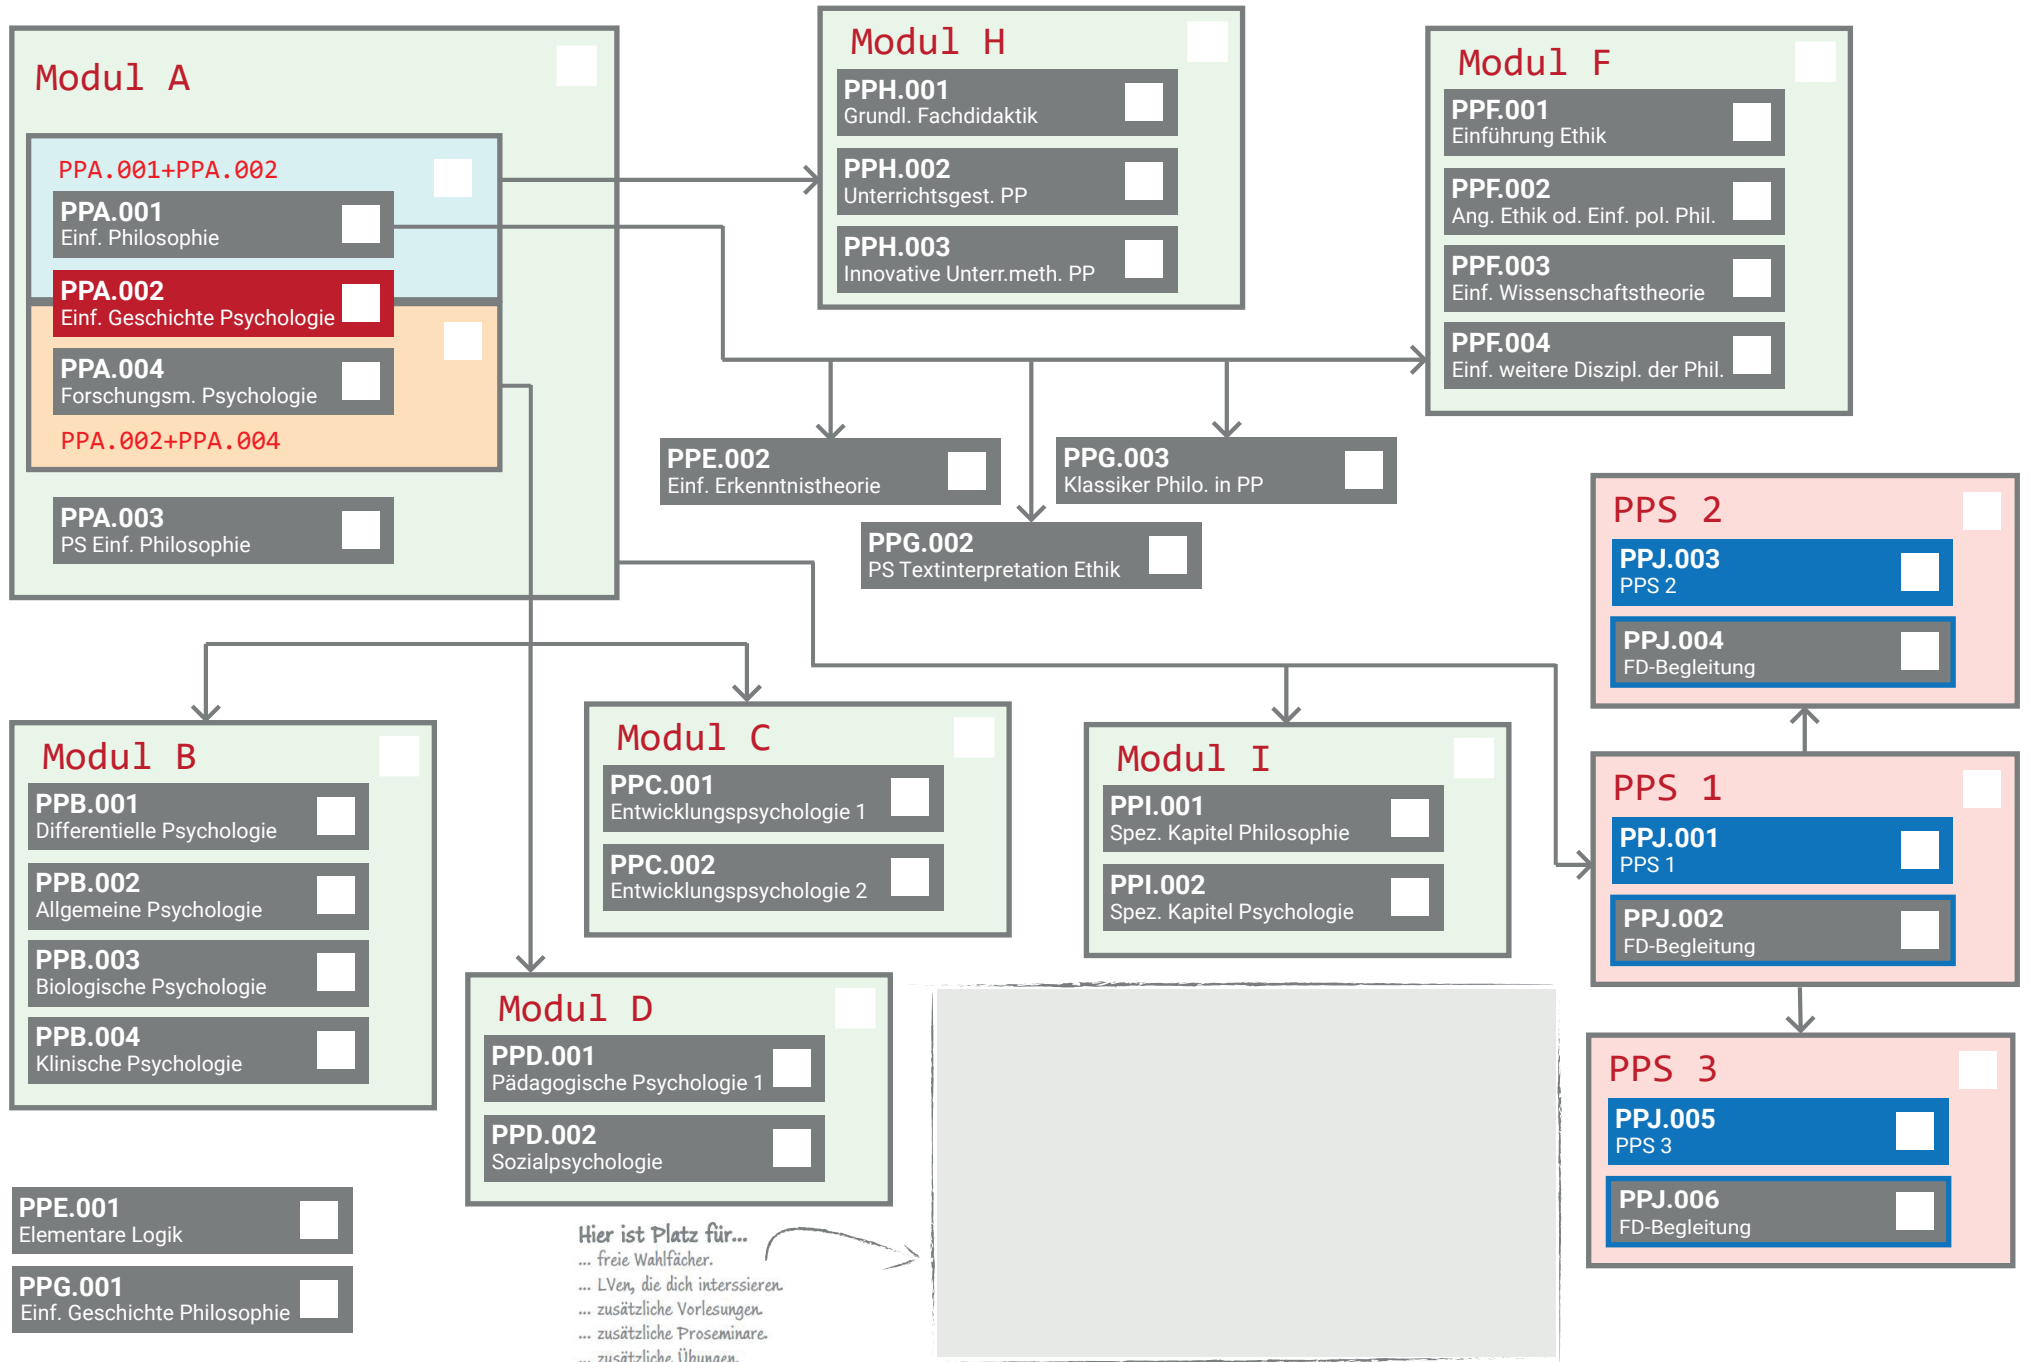 Modul A
PPA.001+PPA.002
PPA.001
Einf. Philosophie
PPA.002
Einf. Geschichte Psychologie
PPA.004
Forschungsm. Psychologie
PPA.002+PPA.004
PPA.003
PS Einf. Philosophie
Modul H
PPH.001
Grundl. Fachdidaktik
PPH.002
Unterrichtsgest. PP
PPH.003
Innovative Unterr.meth. PP
Modul F
PPF.001
Einführung Ethik
PPF.002
Ang. Ethik od. Einf. pol. Phil.
PPF.003
Einf. Wissenschaftstheorie
PPF.004
Einf. weitere Diszipl. der Phil.
PPE.002
Einf. Erkenntnistheorie
PPG.003
Klassiker Philo. in PP
PPG.002
PS Textinterpretation Ethik
PPS 2
PPJ.003
PPS 2
PPJ.004
FD-Begleitung
Modul B
PPB.001
Differentielle Psychologie
PPB.002
Allgemeine Psychologie
PPB.003
Biologische Psychologie
PPB.004
Klinische Psychologie
Modul C
PPC.001
Entwicklungspsychologie 1
PPC.002
Entwicklungspsychologie 2
Modul I
PPI.001
Spez. Kapitel Philosophie
PPI.002
Spez. Kapitel Psychologie
PPS 1
PPJ.001
PPS 1
PPJ.002
FD-Begleitung
Modul D
PPD.001
Pädagogische Psychologie 1
PPD.002
Sozialpsychologie
PPS 3
PPJ.005
PPS 3
PPJ.006
FD-Begleitung
PPE.001
Elementare Logik
PPG.001
Einf. Geschichte Philosophie
Hier ist Platz für...
... freie Wahlfächer.
... LVen, die dich interssieren.
... zusätzliche Vorlesungen.
... zusätzliche Proseminare.
... zusätzliche Übungen.